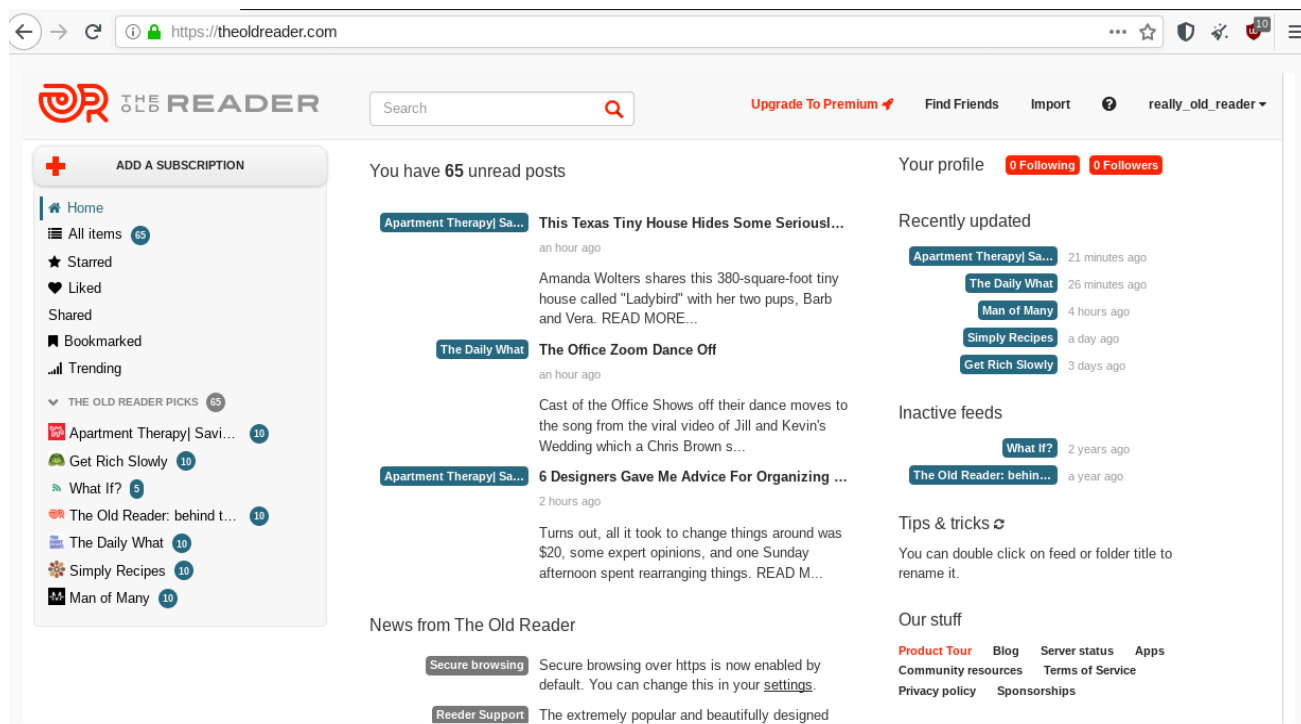 https://theoldreader.com
10
THE OLD READER
Search
Upgrade To Premium
Find Friends
Import
?
really_old_reader
ADD A SUBSCRIPTION
Home
All items 65
Starred
Liked
Shared
Bookmarked
Trending
THE OLD READER PICKS 65
Apartment Therapy| Savi... 10
Get Rich Slowly 10
What If? 5
The Old Reader: behind t... 10
The Daily What 10
Simply Recipes 10
Man of Many 10
You have 65 unread posts
Apartment Therapy| Sa... This Texas Tiny House Hides Some Seriousl...
an hour ago
Amanda Wolters shares this 380-square-foot tiny
house called "Ladybird" with her two pups, Barb
and Vera. READ MORE...
The Daily What The Office Zoom Dance Off
an hour ago
Cast of the Office Shows off their dance moves to
the song from the viral video of Jill and Kevin's
Wedding which a Chris Brown s...
Apartment Therapy| Sa... 6 Designers Gave Me Advice For Organizing ...
2 hours ago
Turns out, all it took to change things around was
$20, some expert opinions, and one Sunday
afternoon spent rearranging things. READ M...
News from The Old Reader
Secure browsing Secure browsing over https is now enabled by
default. You can change this in your settings.
Reeder Support The extremely popular and beautifully designed
Your profile 0 Following 0 Followers
Recently updated
Apartment Therapy| Sa... 21 minutes ago
The Daily What 26 minutes ago
Man of Many 4 hours ago
Simply Recipes a day ago
Get Rich Slowly 3 days ago
Inactive feeds
What If? 2 years ago
The Old Reader: behin... a year ago
Tips & tricks
You can double click on feed or folder title to
rename it.
Our stuff
Product Tour Blog Server status Apps
Community resources Terms of Service
Privacy policy Sponsorships